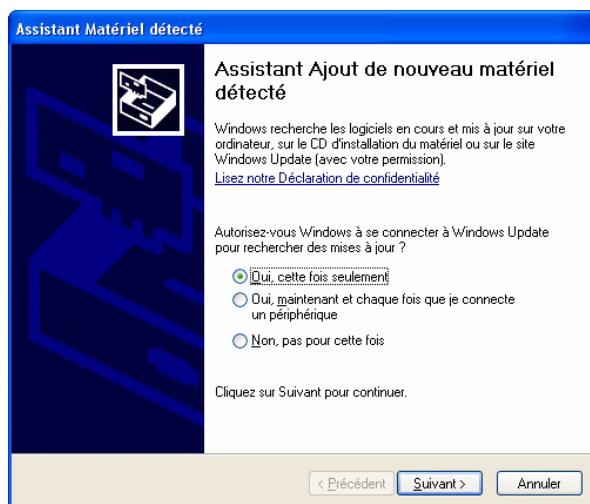 Assistant Matériel détecté
Assistant Ajout de nouveau matériel
détecté
Windows recherche les logiciels en cours et mis à jour sur votre
ordinateur, sur le CD d'installation du matériel ou sur le site
Windows Update (avec votre permission).
Lisez notre Déclaration de confidentialité
Autorisez-vous Windows à se connecter à Windows Update
pour rechercher des mises à jour ?
Oui, cette fois seulement
Oui, maintenant et chaque fois que je connecte
un périphérique
Non, pas pour cette fois
Cliquez sur Suivant pour continuer.
< Précédent Suivant > Annuler